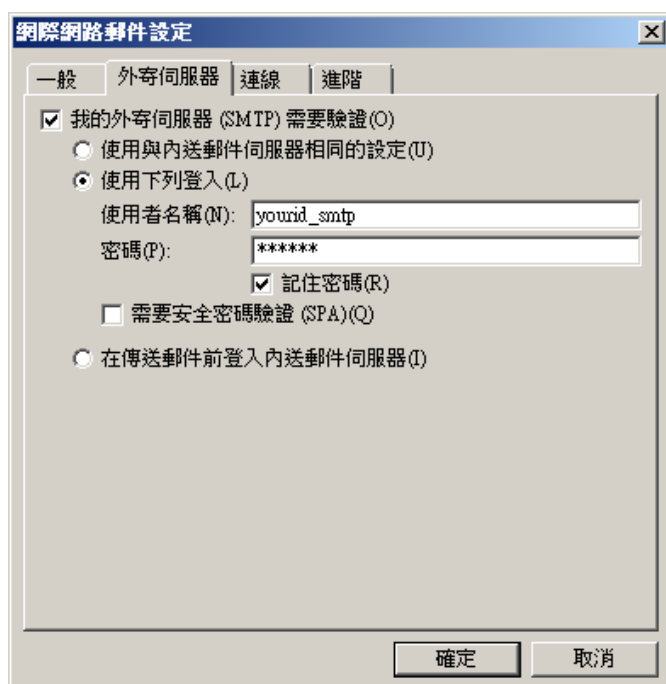 網際網路郵件設定
一般 外寄伺服器 連線 進階
我的外寄伺服器 (SMTP) 需要驗證(O)
使用與內送郵件伺服器相同的設定(U)
使用下列登入(L)
使用者名稱(N): yourid_smtp
密碼(P): ******
記住密碼(R)
需要安全密碼驗證 (SPA)(Q)
在傳送郵件前登入內送郵件伺服器(I)
確定 取消